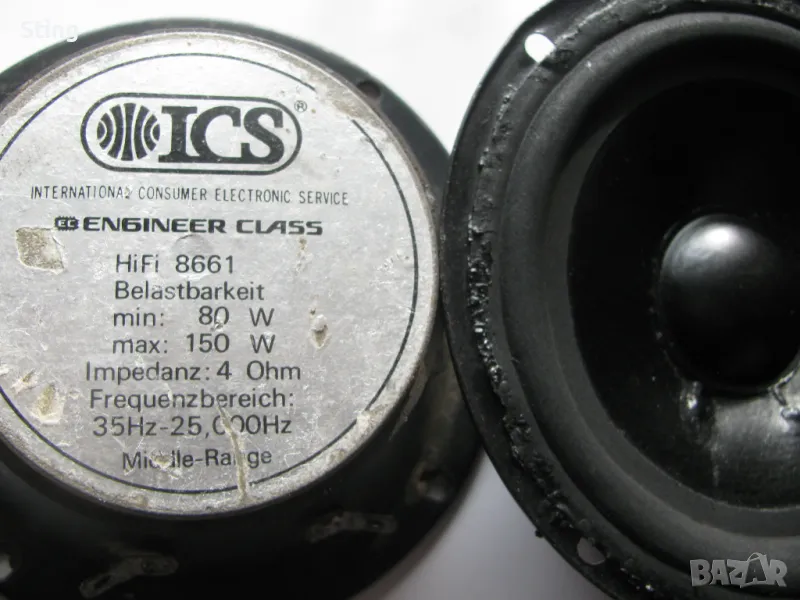 Sting
ICS ®
INTERNATIONAL CONSUMER ELECTRONIC SERVICE
EC ENGINEER CLASS
HiFi 8661
Belastbarkeit
min: 80 W
max: 150 W
Impedanz: 4 Ohm
Frequenzbereich:
35Hz-25,000Hz
Middle-Range
BAZAR